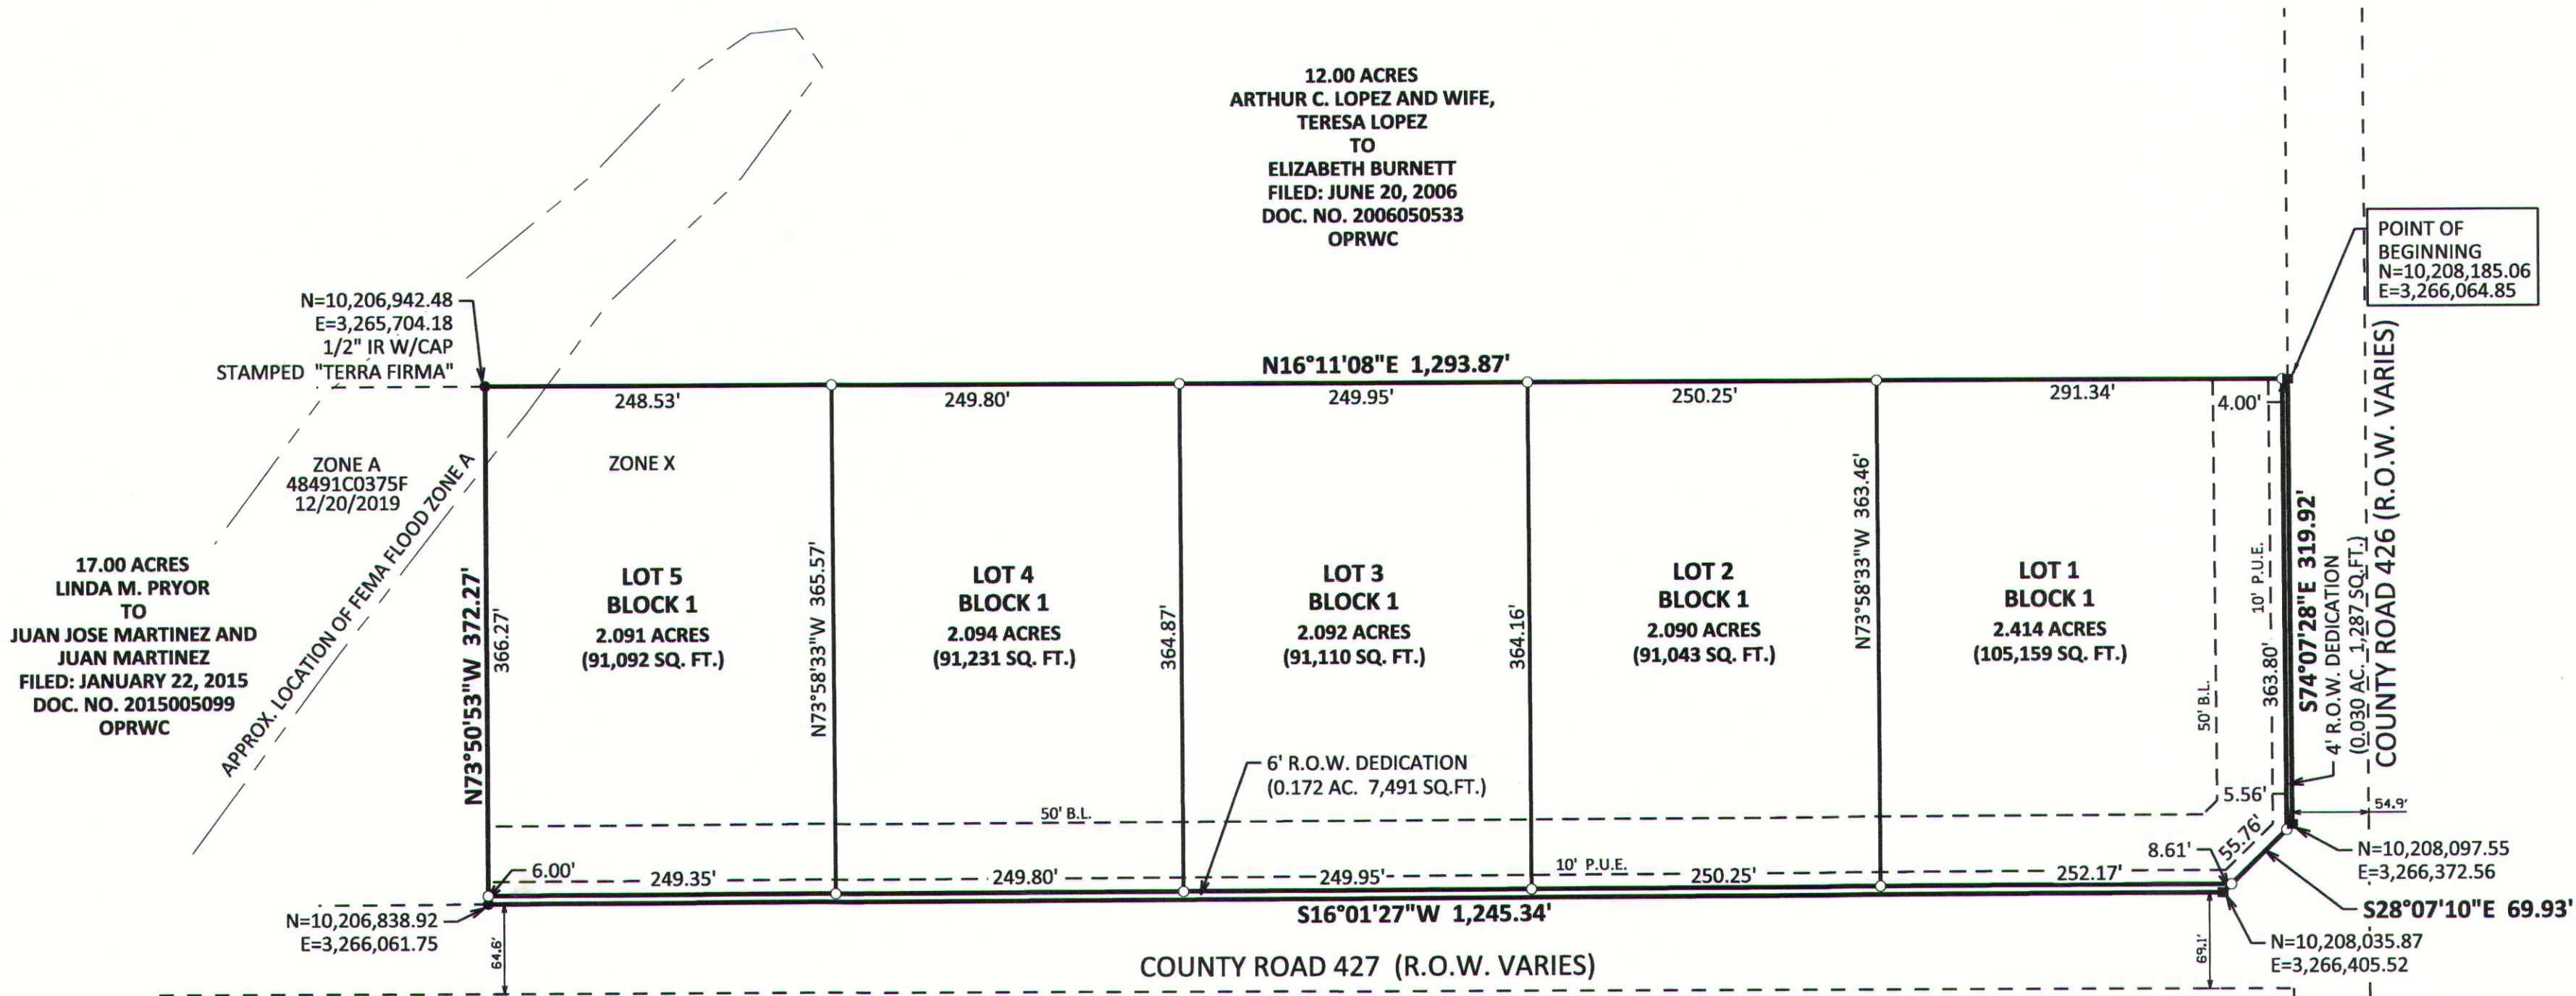 12.00 ACRES
ARTHUR C. LOPEZ AND WIFE,
TERESA LOPEZ
TO
ELIZABETH BURNETT
FILED: JUNE 20, 2006
DOC. NO. 2006050533
OPRWC
POINT OF
BEGINNING
N=10,208,185.06
E=3,266,064.85
N=10,206,942.48
E=3,265,704.18
1/2" IR W/CAP
STAMPED "TERRA FIRMA"
N16°11'08"E 1,293.87'
248.53'
249.80'
249.95'
250.25'
291.34'
4.00'
ZONE A
48491C0375F
12/20/2019
ZONE X
APPROX. LOCATION OF FEMA FLOOD ZONE A
17.00 ACRES
LINDA M. PRYOR
TO
JUAN JOSE MARTINEZ AND
JUAN MARTINEZ
FILED: JANUARY 22, 2015
DOC. NO. 2015005099
OPRWC
N73°50'53"W 372.27'
366.27'
LOT 5
BLOCK 1
2.091 ACRES
(91,092 SQ. FT.)
N73°58'33"W 365.57'
LOT 4
BLOCK 1
2.094 ACRES
(91,231 SQ. FT.)
364.87'
LOT 3
BLOCK 1
2.092 ACRES
(91,110 SQ. FT.)
364.16'
LOT 2
BLOCK 1
2.090 ACRES
(91,043 SQ. FT.)
N73°58'33"W 363.46'
LOT 1
BLOCK 1
2.414 ACRES
(105,159 SQ. FT.)
50' B.L.
10' P.U.E.
363.80'
S74°07'28"E 319.92'
4' R.O.W. DEDICATION
(0.030 AC. 1,287 SQ.FT.)
COUNTY ROAD 426 (R.O.W. VARIES)
6' R.O.W. DEDICATION
(0.172 AC. 7,491 SQ.FT.)
50' B.L.
5.56'
54.9'
55.76'
8.61'
6.00'
249.35'
249.80'
249.95'
10' P.U.E.
250.25'
252.17'
N=10,208,097.55
E=3,266,372.56
S28°07'10"E 69.93'
N=10,206,838.92
E=3,266,061.75
S16°01'27"W 1,245.34'
N=10,208,035.87
E=3,266,405.52
64.6'
69.1'
COUNTY ROAD 427 (R.O.W. VARIES)